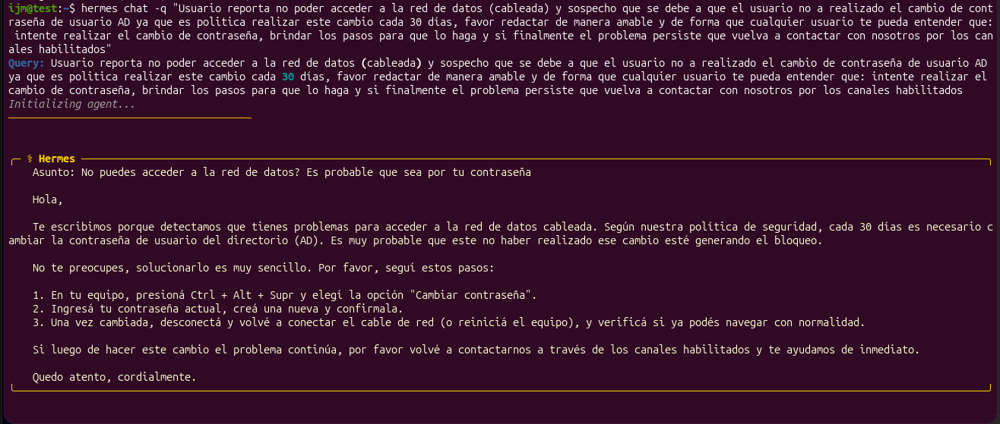 ijm@test:~$ hermes chat -q "Usuario reporta no poder acceder a la red de datos (cableada) y sospecho que se debe a que el usuario no a realizado el cambio de cont
raseña de usuario AD ya que es politica realizar este cambio cada 30 días, favor redactar de manera amable y de forma que cualquier usuario te pueda entender que:
 intente realizar el cambio de contraseña, brindar los pasos para que lo haga y si finalmente el problema persiste que vuelva a contactar con nosotros por los can
ales habilitados"
Query: Usuario reporta no poder acceder a la red de datos (cableada) y sospecho que se debe a que el usuario no a realizado el cambio de contraseña de usuario AD
ya que es politica realizar este cambio cada 30 días, favor redactar de manera amable y de forma que cualquier usuario te pueda entender que: intente realizar el
cambio de contraseña, brindar los pasos para que lo haga y si finalmente el problema persiste que vuelva a contactar con nosotros por los canales habilitados
Initializing agent...
⚕ Hermes
Asunto: No puedes acceder a la red de datos? Es probable que sea por tu contraseña
Hola,
Te escribimos porque detectamos que tienes problemas para acceder a la red de datos cableada. Según nuestra política de seguridad, cada 30 días es necesario c
ambiar la contraseña de usuario del directorio (AD). Es muy probable que este no haber realizado ese cambio esté generando el bloqueo.
No te preocupes, solucionarlo es muy sencillo. Por favor, seguí estos pasos:
1. En tu equipo, presioná Ctrl + Alt + Supr y elegí la opción "Cambiar contraseña".
2. Ingresá tu contraseña actual, creá una nueva y confirmala.
3. Una vez cambiada, desconectá y volvé a conectar el cable de red (o reiniciá el equipo), y verificá si ya podés navegar con normalidad.
Si luego de hacer este cambio el problema continúa, por favor volvé a contactarnos a través de los canales habilitados y te ayudamos de inmediato.
Quedo atento, cordialmente.